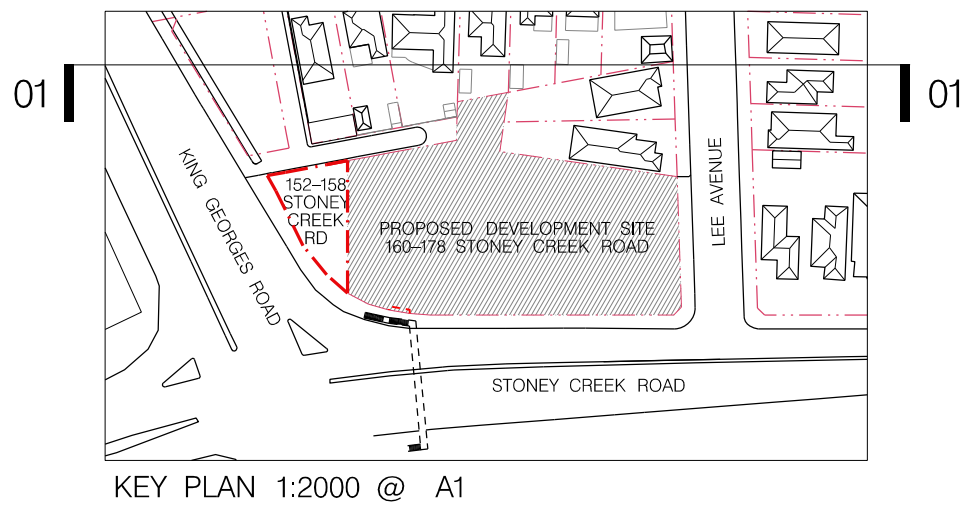 01
01
KING GEORGES ROAD
152–158
STONEY
CREEK
RD
PROPOSED DEVELOPMENT SITE
160–178 STONEY CREEK ROAD
LEE AVENUE
STONEY CREEK ROAD
KEY PLAN 1:2000 @ A1